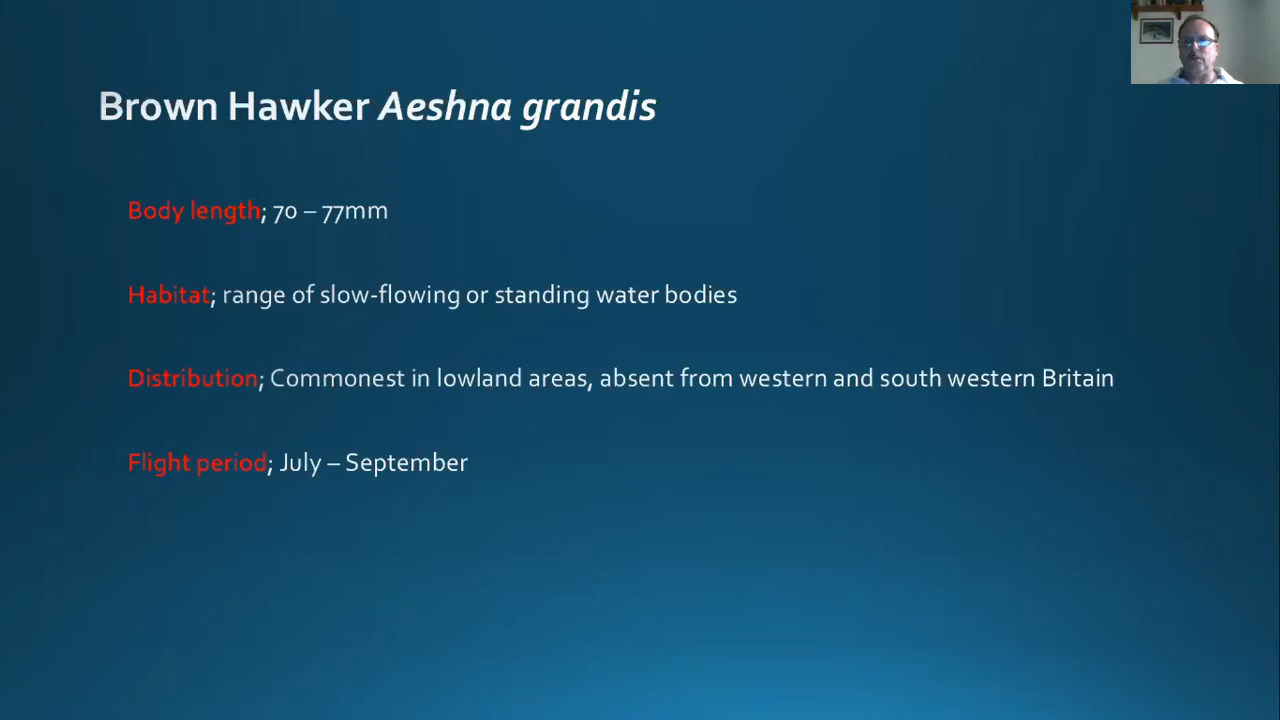 Brown Hawker Aeshna grandis
Body length; 70 – 77mm
Habitat; range of slow-flowing or standing water bodies
Distribution; Commonest in lowland areas, absent from western and south western Britain
Flight period; July – September